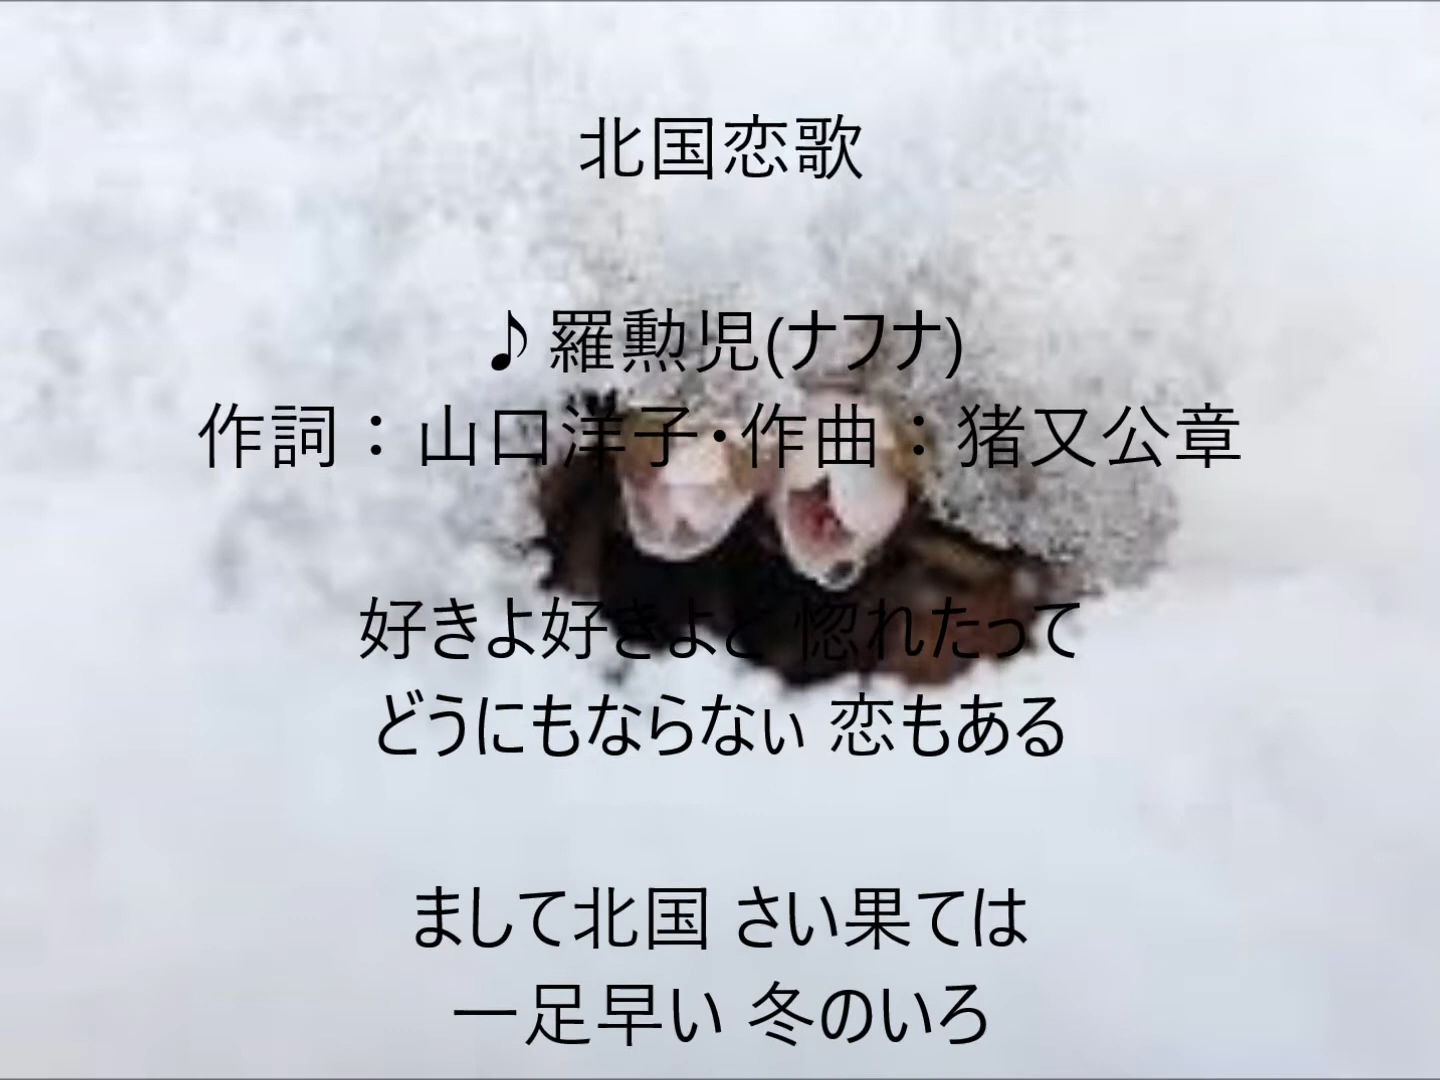 北国恋歌
♪羅勲児(ナフナ)
作詞：山口洋子・作曲：猪又公章
好きよ好きよと 惚れたって
どうにもならない 恋もある
まして北国 さい果ては
一足早い 冬のいろ